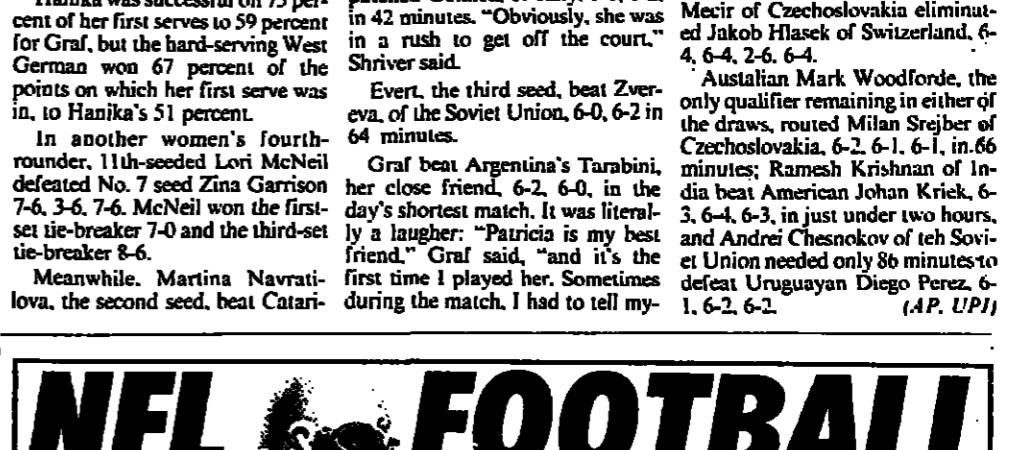 cent of her first serves to 59 percent
for Graf, but the hard-serving West
German won 67 percent of the
points on which her first serve was
in, to Hanika's 51 percent.
In another women's fourth-
rounder, 11th-seeded Lori McNeil
defeated No. 7 seed Zina Garrison
7-6, 3-6, 7-6. McNeil won the first-
set tie-breaker 7-0 and the third-set
tie-breaker 8-6.
Meanwhile, Martina Navrati-
lova, the second seed, beat Catari-
in 42 minutes. "Obviously, she was
in a rush to get off the court,"
Shriver said.
Evert, the third seed, beat Zver-
eva, of the Soviet Union, 6-0, 6-2 in
64 minutes.
Graf beat Argentina's Tarabini,
her close friend, 6-2, 6-0, in the
day's shortest match. It was literal-
ly a laugher: "Patricia is my best
friend," Graf said, "and it's the
first time I played her. Sometimes
during the match, I had to tell my-
Mecir of Czechoslovakia eliminat-
ed Jakob Hlasek of Switzerland, 6-
4, 6-4, 2-6, 6-4.
Austalian Mark Woodforde, the
only qualifier remaining in either of
the draws, routed Milan Srejber of
Czechoslovakia, 6-2, 6-1, 6-1, in 66
minutes; Ramesh Krishnan of In-
dia beat American Johan Kriek, 6-
3, 6-4, 6-3, in just under two hours,
and Andrei Chesnokov of teh Sovi-
et Union needed only 86 minutes to
defeat Uruguayan Diego Perez, 6-
1, 6-2, 6-2. (AP, UPI)
NFL FOOTBALL